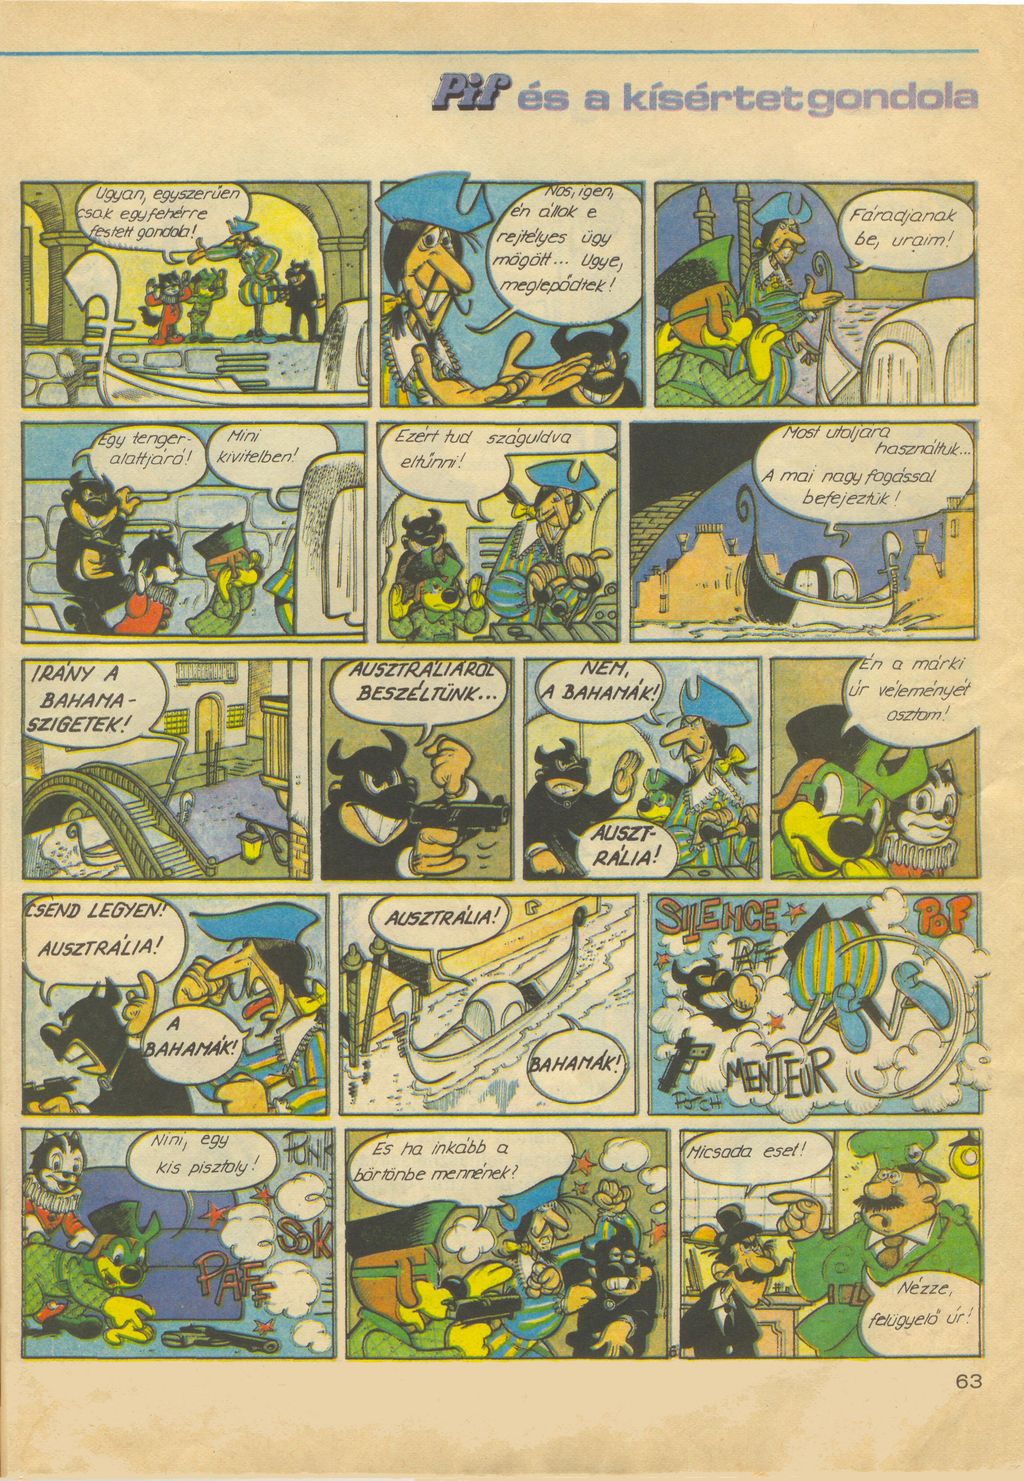 Pif és a kísértetgondola
Ugyan, egyszerűen
csak egy fehérre
festett gondola!
Nos, igen,
én állok e
rejtélyes ügy
mögött... Ugye,
meglepődtek!
Fáradjanak
be, uraim!
Egy tenger-
alattjáró!
Mini
kivitelben!
Ezért tud száguldva
eltűnni!
Most utoljára
használtuk...
A mai nagy fogással
befejeztük!
IRÁNY A
BAHAMA-
SZIGETEK!
AUSZTRÁLIÁRÓL
BESZÉLTÜNK...
NEM,
A BAHAMÁK!
AUSZT-
RÁLIA!
Én a márki
úr véleményét
osztom!
CSEND LEGYEN!
AUSZTRÁLIA!
A
BAHAMÁK!
AUSZTRÁLIA!
BAHAMÁK!
SILENCE
POF
PAFF
MENTEUR
POTCH
Nini, egy
kis pisztoly!
PUNK
SOK
PAFF
És ha inkább a
börtönbe mennének?
Micsoda eset!
Nézze,
felügyelő úr!
63